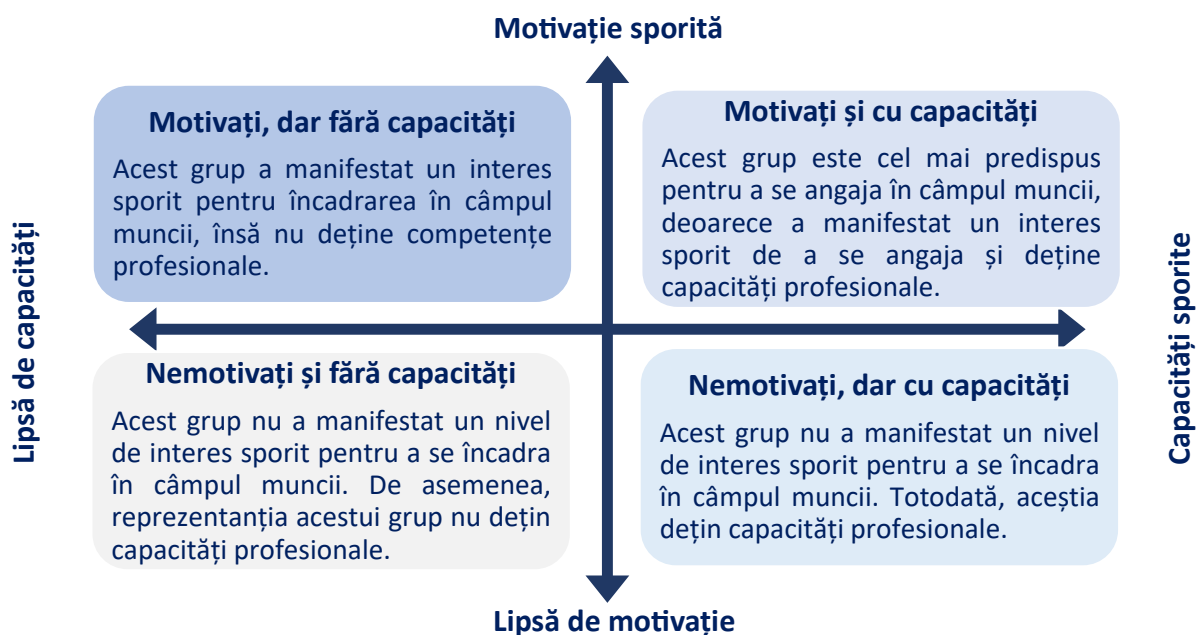 Motivație sporită
Motivați, dar fără capacități
Acest grup a manifestat un interes
sporit pentru încadrarea în câmpul
muncii, însă nu deține competențe
profesionale.
Motivați și cu capacități
Acest grup este cel mai predispus
pentru a se angaja în câmpul muncii,
deoarece a manifestat un interes
sporit de a se angaja și deține
capacități profesionale.
Lipsă de capacități
Capacități sporite
Nemotivați și fără capacități
Acest grup nu a manifestat un nivel
de interes sporit pentru a se încadra
în câmpul muncii. De asemenea,
reprezentanția acestui grup nu dețin
capacități profesionale.
Nemotivați, dar cu capacități
Acest grup nu a manifestat un nivel
de interes sporit pentru a se încadra
în câmpul muncii. Totodată, aceștia
dețin capacități profesionale.
Lipsă de motivație